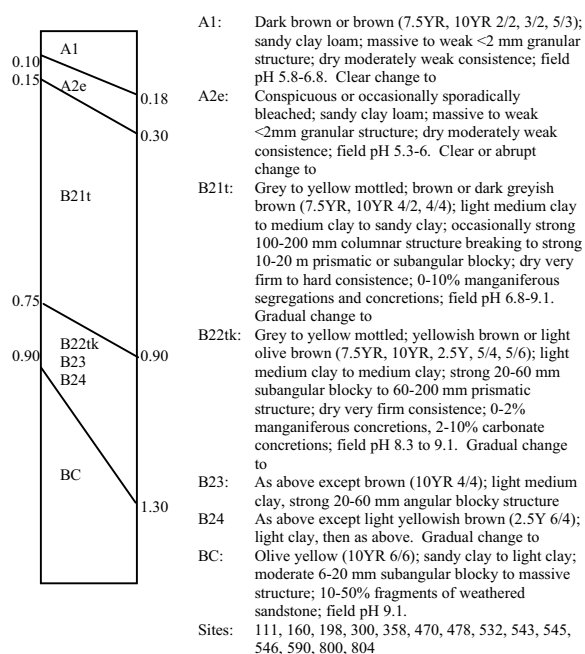 A1
0.10
0.15
A2e
0.18
0.30
B21t
0.75
B22tk
0.90
B23
0.90
B24
BC
1.30
A1: Dark brown or brown (7.5YR, 10YR 2/2, 3/2, 5/3);
sandy clay loam; massive to weak <2 mm granular
structure; dry moderately weak consistence; field
pH 5.8-6.8. Clear change to
A2e: Conspicuous or occasionally sporadically
bleached; sandy clay loam; massive to weak
<2mm granular structure; dry moderately weak
consistence; field pH 5.3-6. Clear or abrupt
change to
B21t: Grey to yellow mottled; brown or dark greyish
brown (7.5YR, 10YR 4/2, 4/4); light medium clay
to medium clay to sandy clay; occasionally strong
100-200 mm columnar structure breaking to strong
10-20 m prismatic or subangular blocky; dry very
firm to hard consistence; 0-10% manganiferous
segregations and concretions; field pH 6.8-9.1.
Gradual change to
B22tk: Grey to yellow mottled; yellowish brown or light
olive brown (7.5YR, 10YR, 2.5Y, 5/4, 5/6); light
medium clay to medium clay; strong 20-60 mm
subangular blocky to 60-200 mm prismatic
structure; dry very firm consistence; 0-2%
manganiferous concretions, 2-10% carbonate
concretions; field pH 8.3 to 9.1. Gradual change
to
B23: As above except brown (10YR 4/4); light medium
clay, strong 20-60 mm angular blocky structure
B24 As above except light yellowish brown (2.5Y 6/4);
light clay, then as above. Gradual change to
BC: Olive yellow (10YR 6/6); sandy clay to light clay;
moderate 6-20 mm subangular blocky to massive
structure; 10-50% fragments of weathered
sandstone; field pH 9.1.
Sites: 111, 160, 198, 300, 358, 470, 478, 532, 543, 545,
546, 590, 800, 804